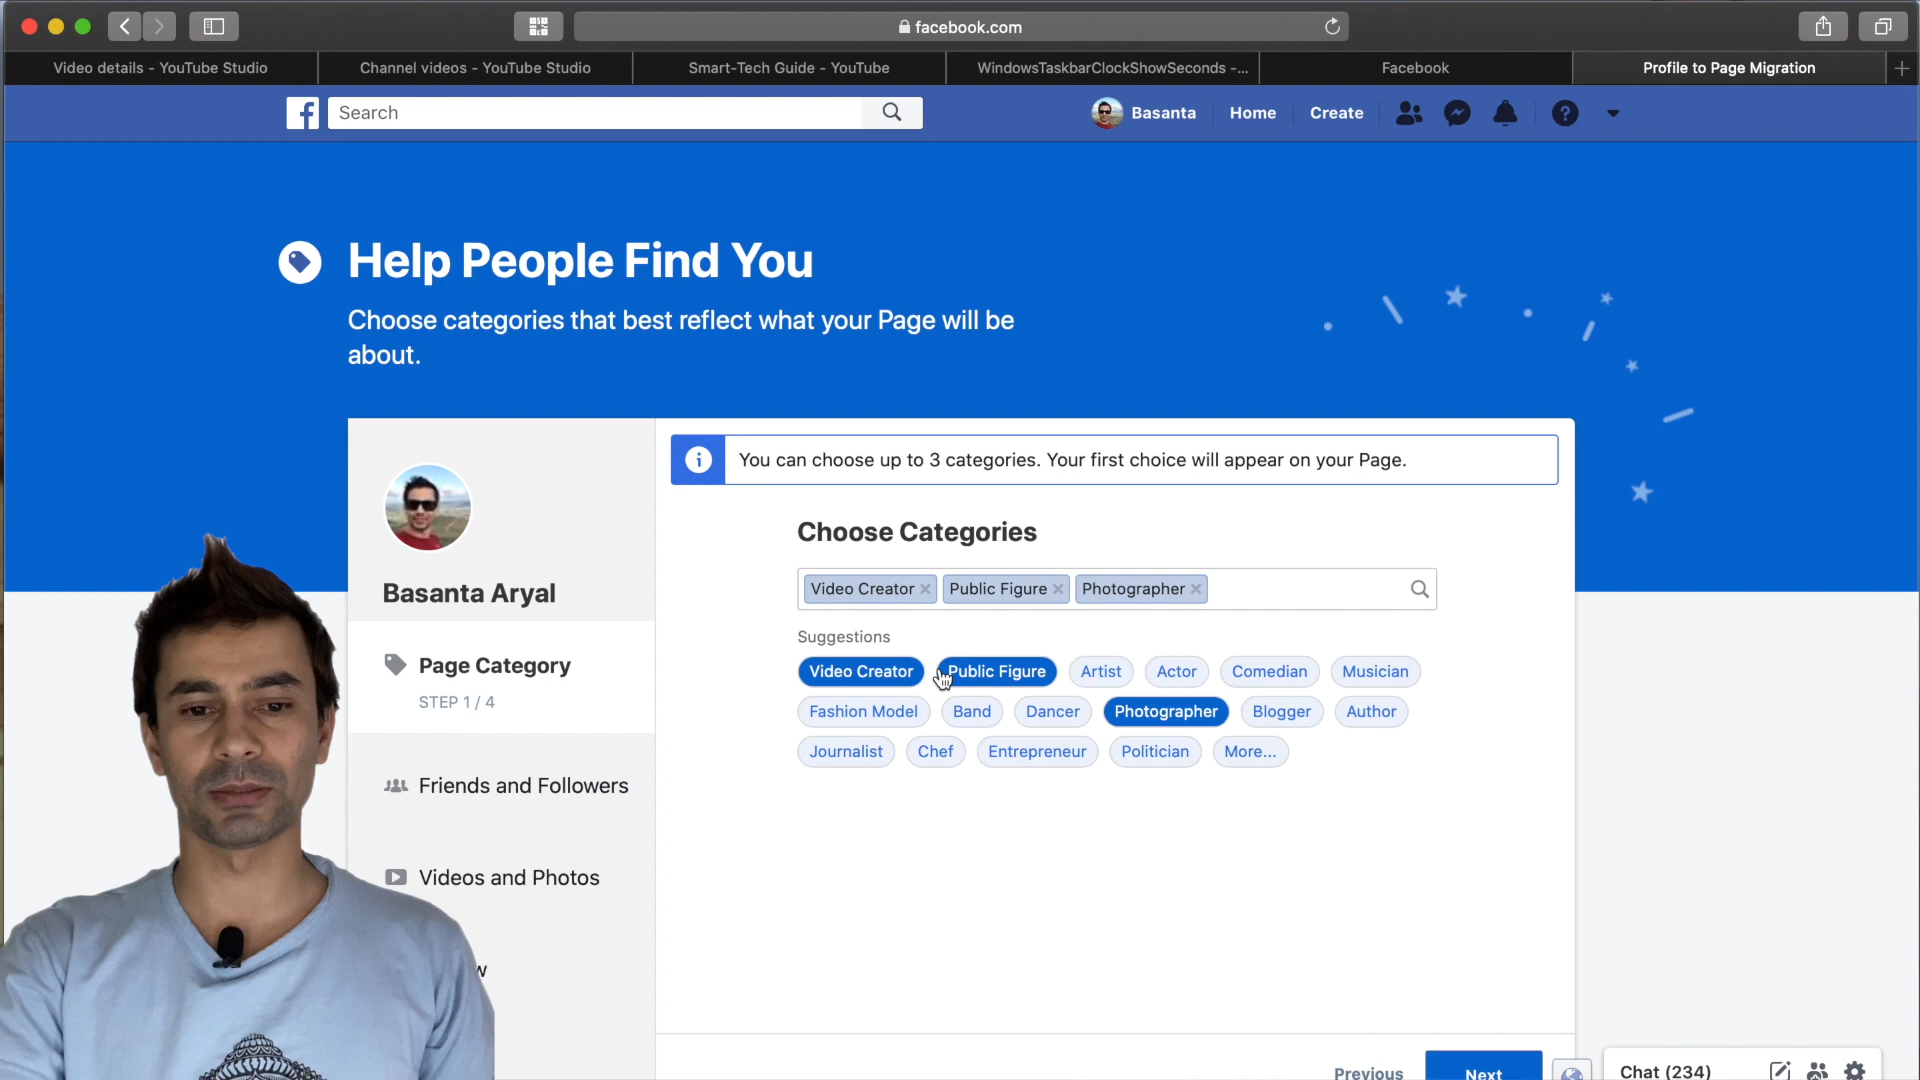 facebook.com
Video details - YouTube Studio
Channel videos - YouTube Studio
Smart-Tech Guide - YouTube
WindowsTaskbarClockShowSeconds -...
Facebook
Profile to Page Migration
Search
Basanta
Home
Create
Help People Find You
Choose categories that best reflect what your Page will be
about.
You can choose up to 3 categories. Your first choice will appear on your Page.
Basanta Aryal
Page Category
STEP 1 / 4
Friends and Followers
Videos and Photos
w
Choose Categories
Video Creator
Public Figure
Photographer
Suggestions
Video Creator
Public Figure
Artist
Actor
Comedian
Musician
Fashion Model
Band
Dancer
Photographer
Blogger
Author
Journalist
Chef
Entrepreneur
Politician
More...
Previous
Next
Chat (234)